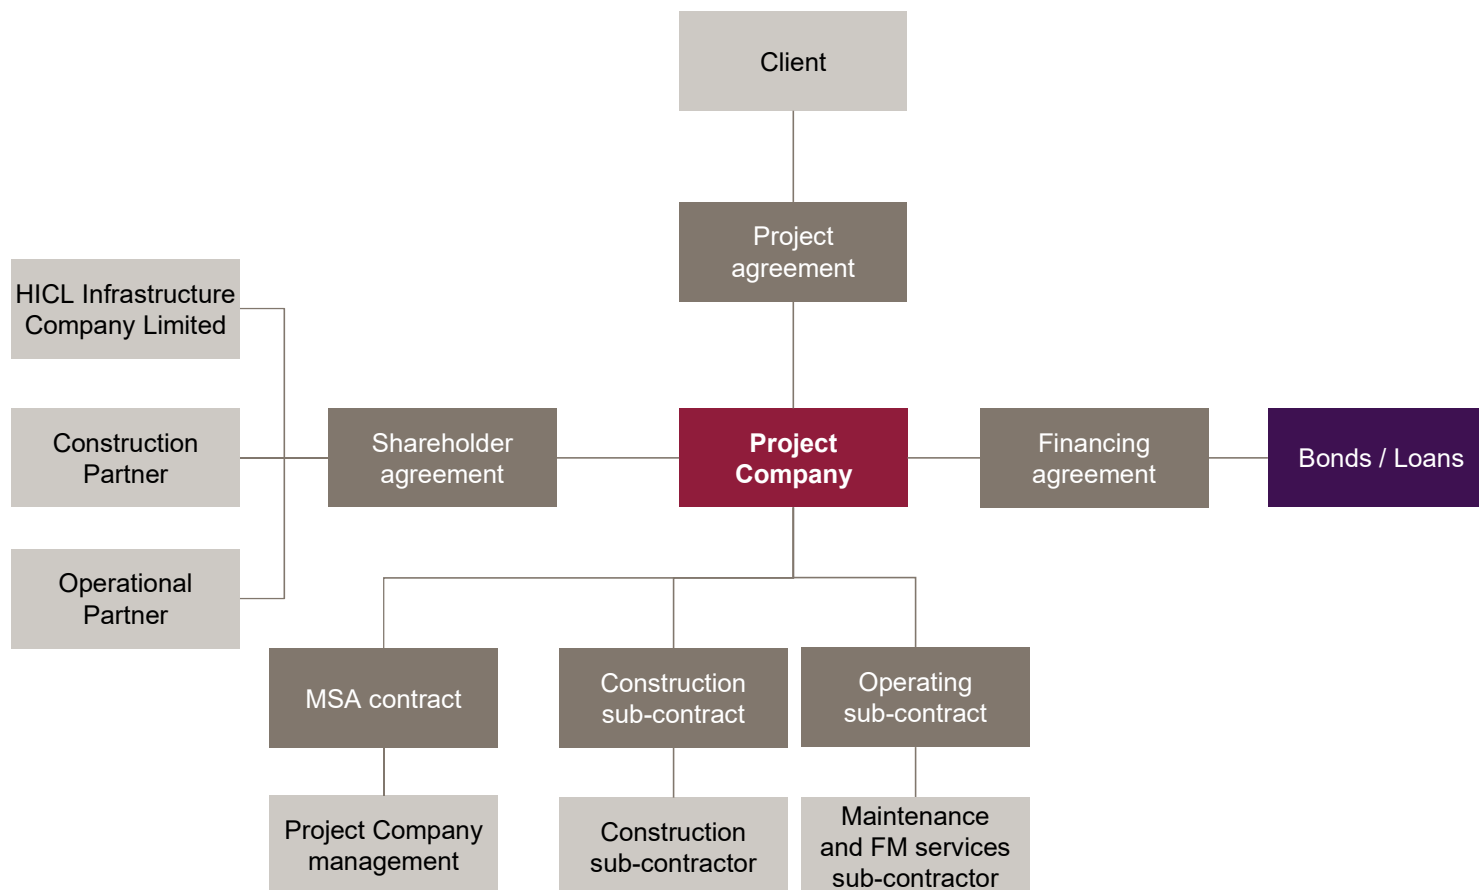 Client
Project
agreement
HICL Infrastructure
Company Limited
Construction
Partner
Operational
Partner
Shareholder
agreement
Project
Company
Financing
agreement
Bonds / Loans
MSA contract
Construction
sub-contract
Operating
sub-contract
Project Company
management
Construction
sub-contractor
Maintenance
and FM services
sub-contractor